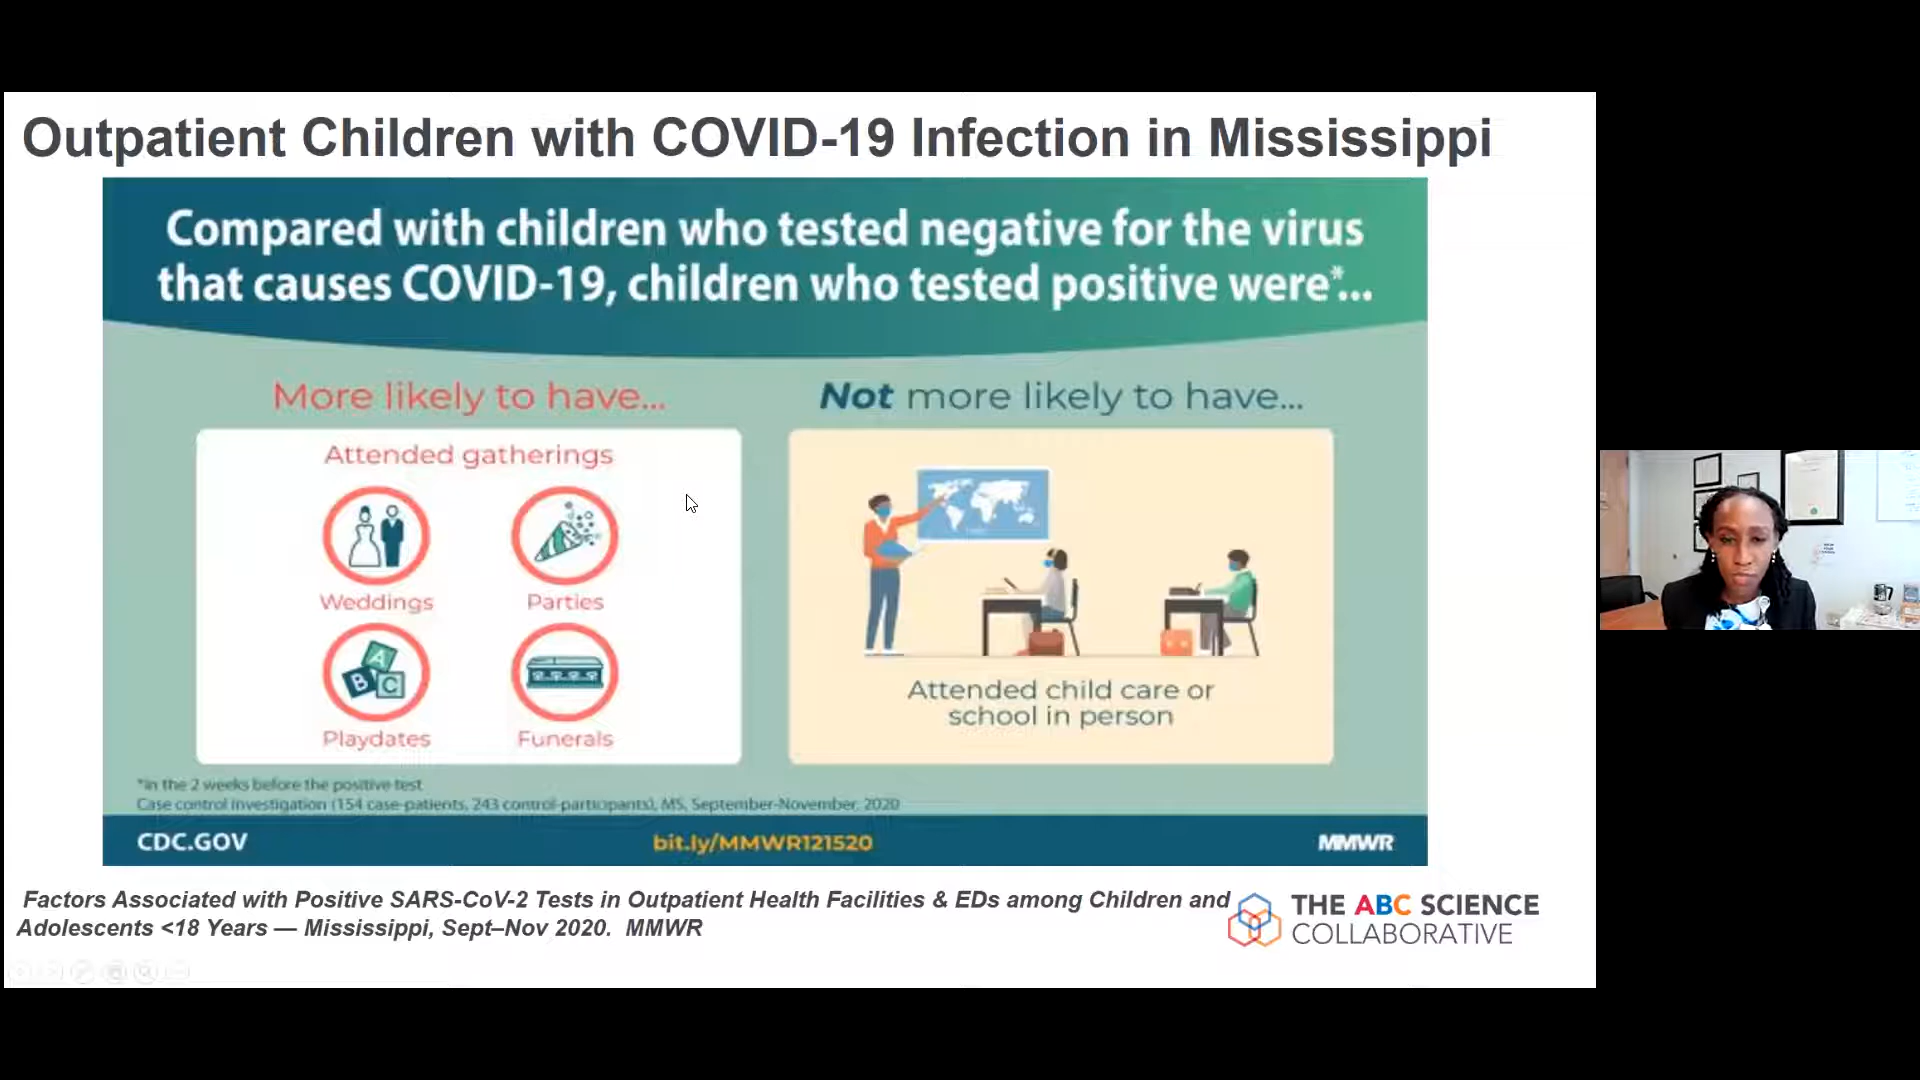 Outpatient Children with COVID-19 Infection in Mississippi
Compared with children who tested negative for the virus
that causes COVID-19, children who tested positive were*...
More likely to have...
Attended gatherings
Weddings
Parties
A
B
C
Playdates
Funerals
Not more likely to have...
Attended child care or
school in person
*In the 2 weeks before the positive test
Case control investigation (154 case-patients, 243 control-participants), MS, September-November, 2020
CDC.GOV
bit.ly/MMWR121520
MMWR
Factors Associated with Positive SARS-CoV-2 Tests in Outpatient Health Facilities & EDs among Children and
Adolescents <18 Years — Mississippi, Sept–Nov 2020. MMWR
THE ABC SCIENCE
COLLABORATIVE